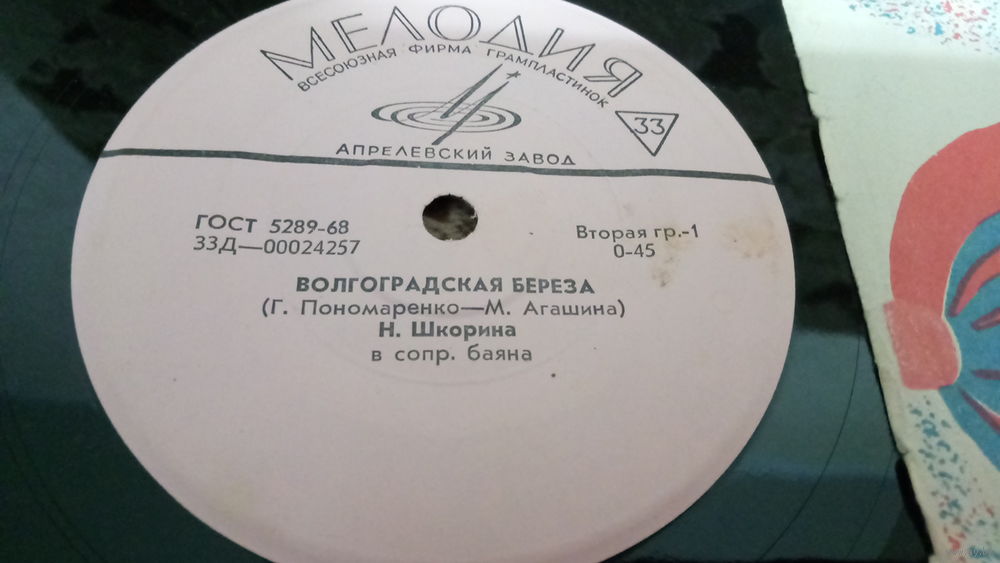 МЕЛОДИЯ
ВСЕСОЮЗНАЯ ФИРМА ГРАМПЛАСТИНОК
33
АПРЕЛЕВСКИЙ ЗАВОД
ГОСТ 5289-68
33Д—00024257
Вторая гр.-1
0-45
ВОЛГОГРАДСКАЯ БЕРЕЗА
(Г. Пономаренко—М. Агашина)
Н. Шкорина
в сопр. баяна